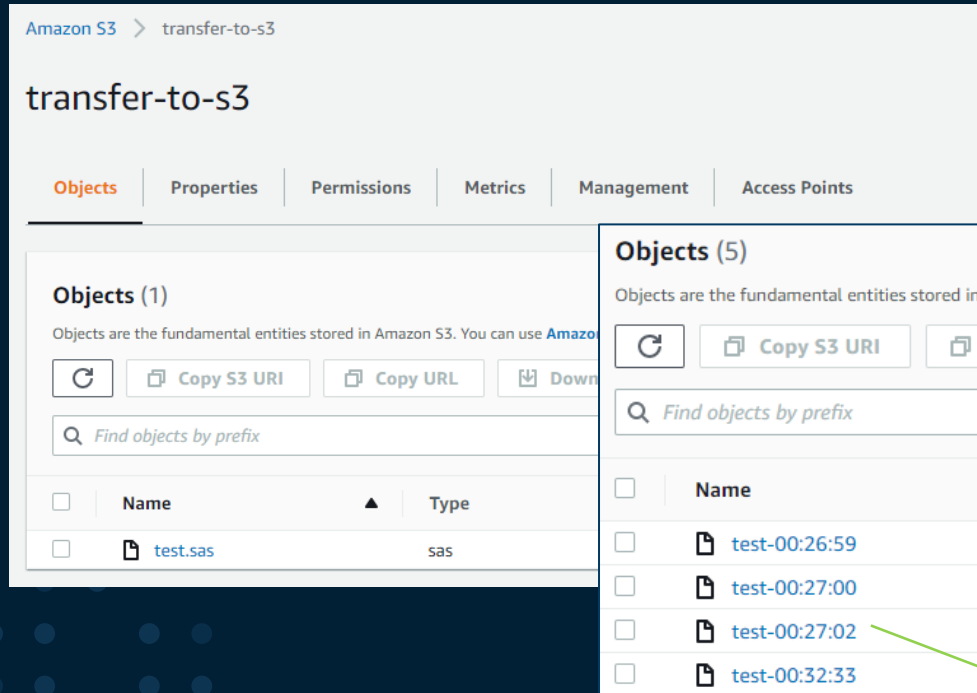 Amazon S3 > transfer-to-s3
transfer-to-s3
Objects Properties Permissions Metrics Management Access Points
Objects (1)
Objects are the fundamental entities stored in Amazon S3. You can use
Copy S3 URI Copy URL
Find objects by prefix
Name Type
test.sas sas
Objects (5)
Objects are the fundamental entities stored
Copy S3 URI
Find objects by prefix
Name
test-00:26:59
test-00:27:00
test-00:27:02
test-00:32:33